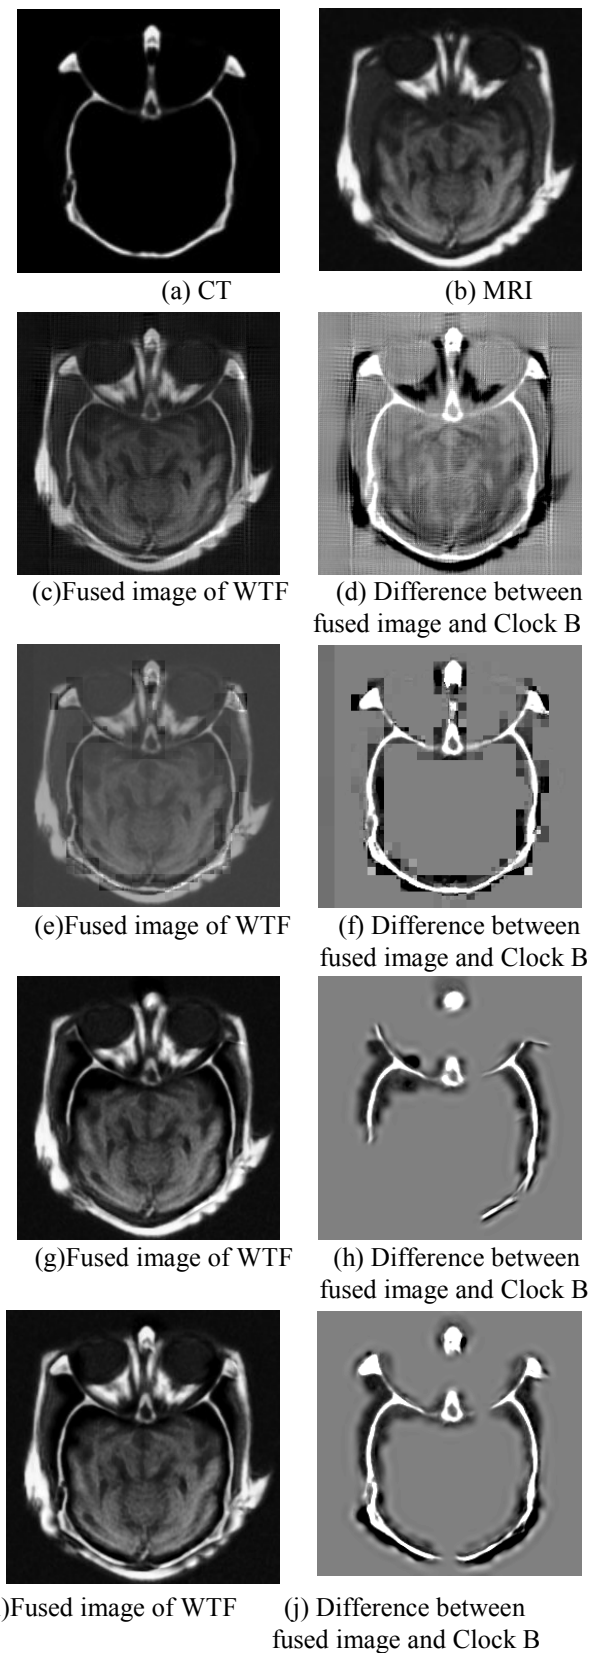 (a) CT
(b) MRI
(c)Fused image of WTF
(d) Difference between
fused image and Clock B
(e)Fused image of WTF
(f) Difference between
fused image and Clock B
(g)Fused image of WTF
(h) Difference between
fused image and Clock B
)Fused image of WTF
(j) Difference between
fused image and Clock B